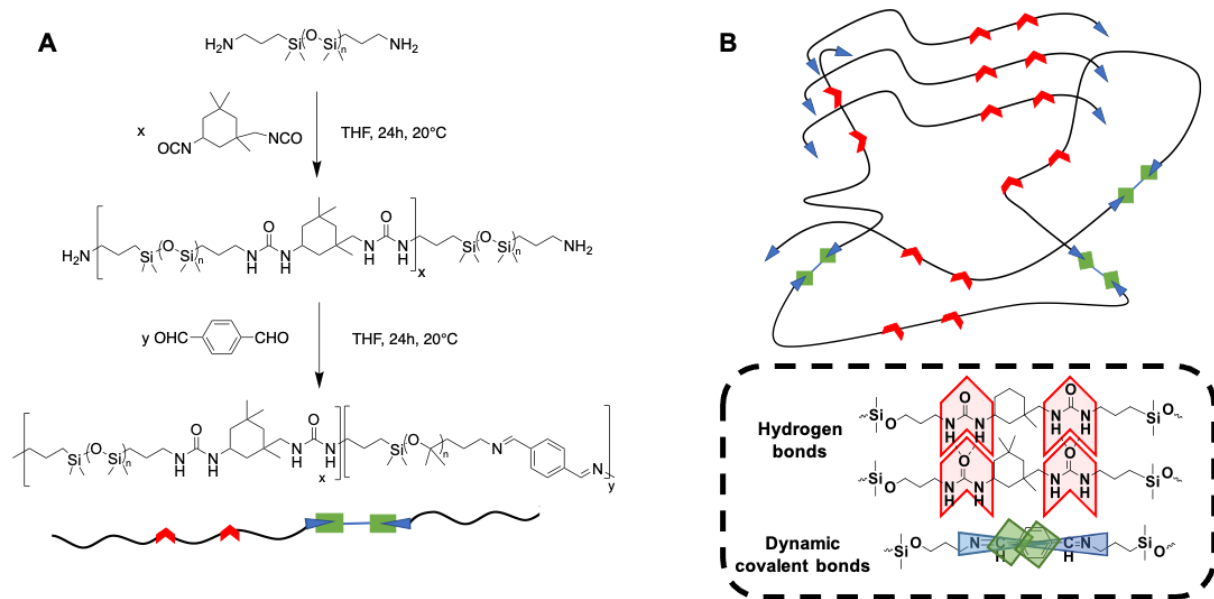 A
H2N Si(O Si)n NH2
x OCN NCO
THF, 24h, 20°C
H2N Si(O Si)n N H O N H O N H N H x Si(O Si)n NH2
y OHC CHO
THF, 24h, 20°C
Si(O Si)n N H O N H O N H N H x Si(O )n N N y
B
Hydrogen
bonds
Si O N H O N H O N H N H Si O
Si O N H O N H O N H N H Si O
Dynamic
covalent bonds
Si O N C H C H N Si O